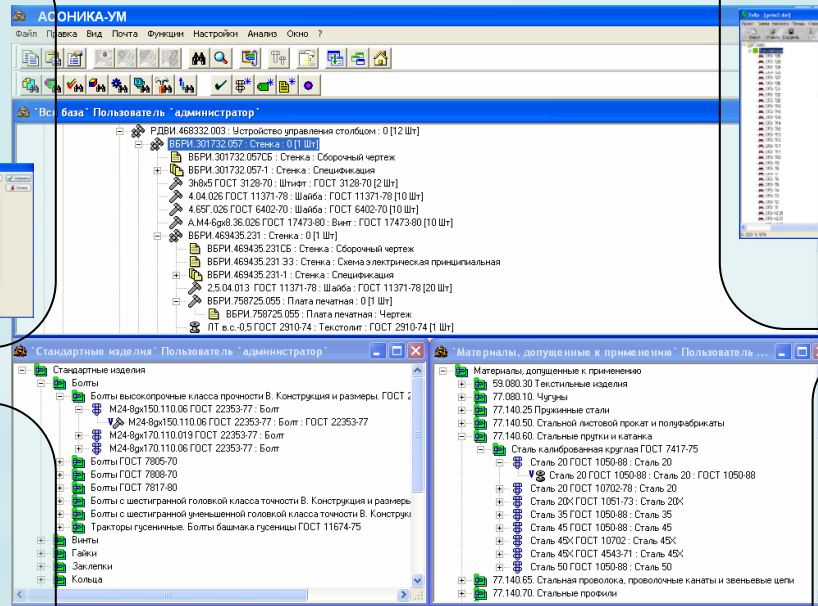 АСОНИКА-УМ
Файл Правка Вид Почта Функции Настройки Анализ Окно ?
`Вся база` Пользователь `администратор`
РДВИ.468332.003 : Устройство управления столбцом : 0 [12 Шт]
ВБРИ.301732.057 : Стенка : 0 [1 Шт]
ВБРИ.301732.057СБ : Стенка : Сборочный чертеж
ВБРИ.301732.057-1 : Стенка : Спецификация
3h8x5 ГОСТ 3128-70 : Штифт : ГОСТ 3128-70 [2 Шт]
4.04.026 ГОСТ 11371-78 : Шайба : ГОСТ 11371-78 [10 Шт]
4.65Г.026 ГОСТ 6402-70 : Шайба : ГОСТ 6402-70 [10 Шт]
А.М4-6gx8.36.026 ГОСТ 17473-80 : Винт : ГОСТ 17473-80 [10 Шт]
ВБРИ.469435.231 : Стенка : 0 [1 Шт]
ВБРИ.469435.231СБ : Стенка : Сборочный чертеж
ВБРИ.469435.231 Э3 : Стенка : Схема электрическая принципиальная
ВБРИ.469435.231-1 : Стенка : Спецификация
2,5.04.013 ГОСТ 11371-78 : Шайба : ГОСТ 11371-78 [20 Шт]
ВБРИ.758725.055 : Плата печатная : 0 [1 Шт]
ВБРИ.758725.055 : Плата печатная : Чертеж
ЛТ в.с.-0,5 ГОСТ 2910-74 : Текстолит : ГОСТ 2910-74 [1 Шт]
`Стандартные изделия` Пользователь `администратор`
Стандартные изделия
Болты
Болты высокопрочные класса прочности В. Конструкция и размеры. ГОСТ 2
М24-8gx150.110.06 ГОСТ 22353-77 : Болт
М24-8gx150.110.06 ГОСТ 22353-77 : Болт : ГОСТ 22353-77
М24-8gx170.110.019 ГОСТ 22353-77 : Болт
М24-8gx170.110.06 ГОСТ 22353-77 : Болт
Болты ГОСТ 7805-70
Болты ГОСТ 7808-70
Болты ГОСТ 7817-80
Болты с шестигранной головкой класса точности В. Конструкция и размеры
Болты с шестигранной уменьшенной головкой класса точности В. Конструкц
Тракторы гусеничные. Болты башмака гусеницы ГОСТ 11674-75
Винты
Гайки
Заклепки
Кольца
`Материалы, допущенные к применению` Пользователь ...
Материалы, допущенные к применению
59.080.30 Текстильные изделия
77.080.10. Чугуны
77.140.25 Пружинные стали
77.140.50. Стальной листовой прокат и полуфабрикаты
77.140.60. Стальные прутки и катанка
Сталь калиброванная круглая ГОСТ 7417-75
Сталь 20 ГОСТ 1050-88 : Сталь 20
Сталь 20 ГОСТ 1050-88 : Сталь 20 : ГОСТ 1050-88
Сталь 20 ГОСТ 10702-78 : Сталь 20
Сталь 20Х ГОСТ 1051-73 : Сталь 20Х
Сталь 35 ГОСТ 1050-88 : Сталь 35
Сталь 45 ГОСТ 1050-88 : Сталь 45
Сталь 45Х ГОСТ 10702 : Сталь 45Х
Сталь 45Х ГОСТ 4543-71 : Сталь 45Х
Сталь 50 ГОСТ 1050-88 : Сталь 50
77.140.65. Стальная проволока, проволочные канаты и звеньевые цепи
77.140.70. Стальные профили